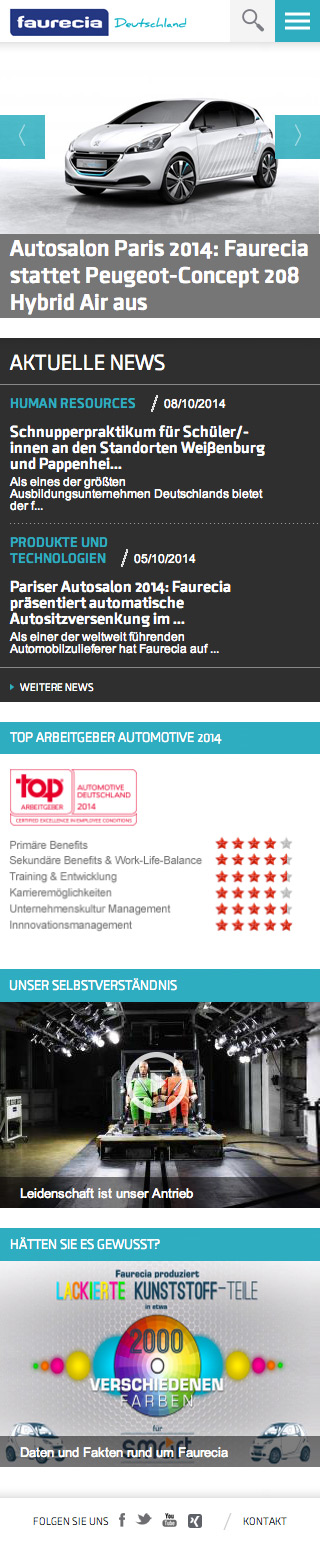 faurecia Deutschland
Autosalon Paris 2014: Faurecia
stattet Peugeot-Concept 208
Hybrid Air aus
AKTUELLE NEWS
HUMAN RESOURCES / 08/10/2014
Schnupperpraktikum für Schüler/-
innen an den Standorten Weißenburg
und Pappenhei...
Als eines der größten
Ausbildungsunternehmen Deutschlands bietet
der f...
PRODUKTE UND
TECHNOLOGIEN / 05/10/2014
Pariser Autosalon 2014: Faurecia
präsentiert automatische
Autositzversenkung im ...
Als einer der weltweit führenden
Automobilzulieferer hat Faurecia auf ...
WEITERE NEWS
TOP ARBEITGEBER AUTOMOTIVE 2014
top ARBEITGEBER
AUTOMOTIVE
DEUTSCHLAND
2014
CERTIFIED EXCELLENCE IN EMPLOYEE CONDITIONS
Primäre Benefits
Sekundäre Benefits & Work-Life-Balance
Training & Entwicklung
Karrieremöglichkeiten
Unternehmenskultur Management
Innnovationsmanagement
UNSER SELBSTVERSTÄNDNIS
Leidenschaft ist unser Antrieb
HÄTTEN SIE ES GEWUSST?
Faurecia produziert
LACKIERTE KUNSTSTOFF-TEILE
in etwa
2000
VERSCHIEDENEN
FARBEN
für
smart
Daten und Fakten rund um Faurecia
FOLGEN SIE UNS / KONTAKT